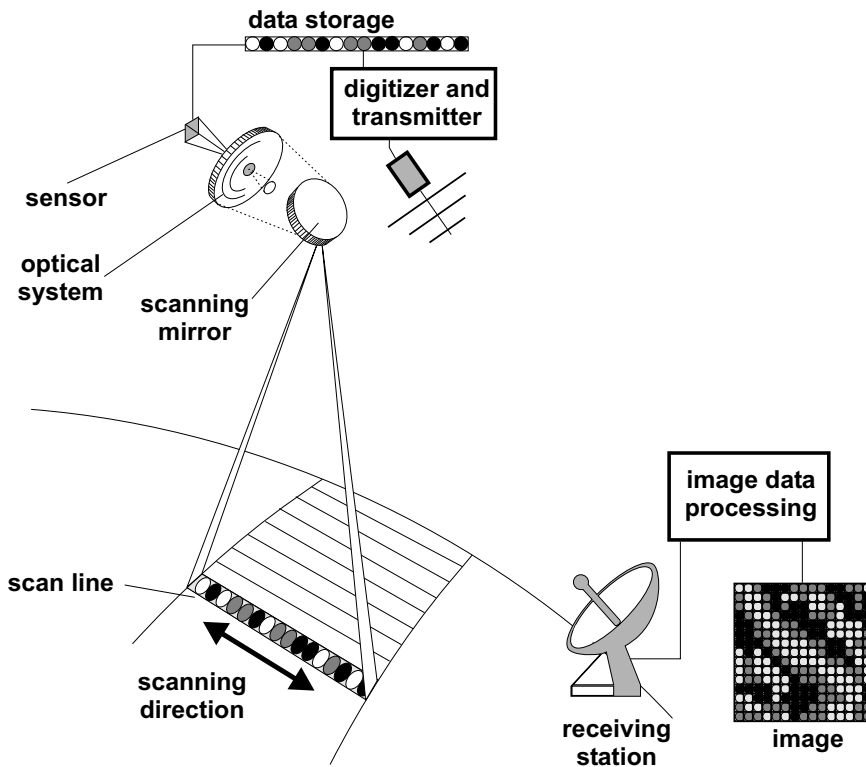 data storage
digitizer and
transmitter
sensor
optical
system
scanning
mirror
image data
processing
scan line
scanning
direction
receiving
station
image